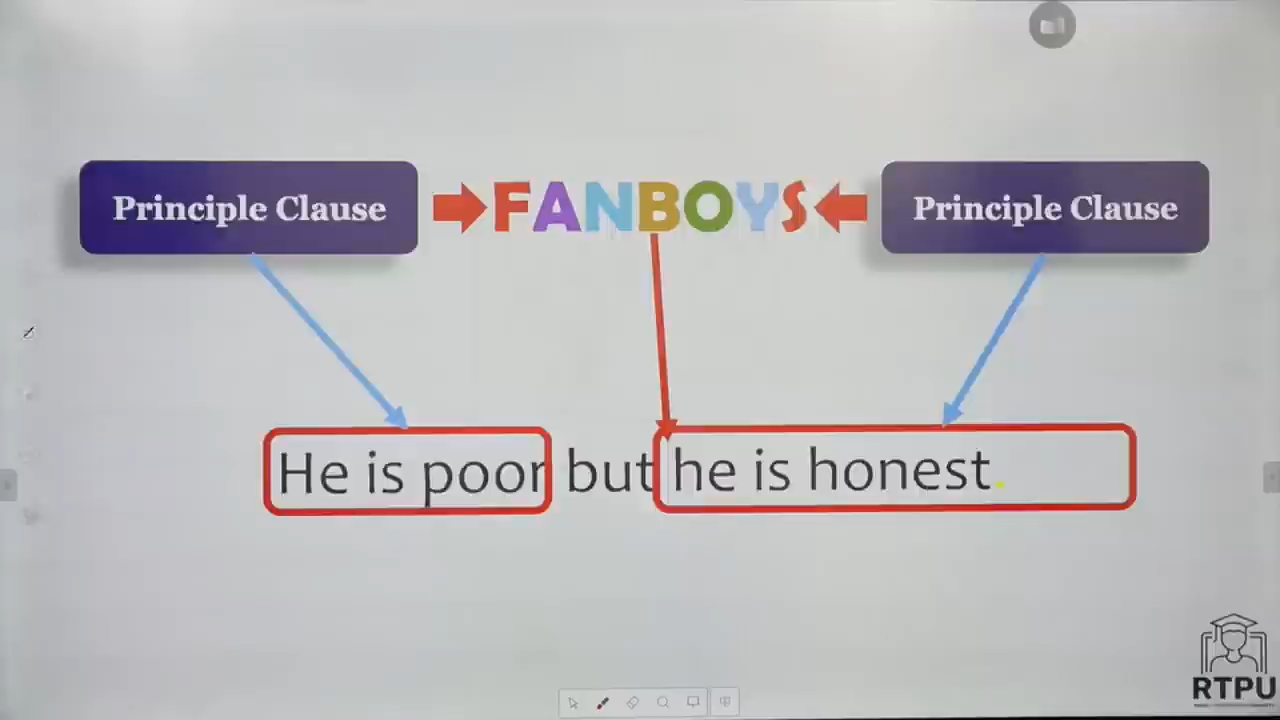 Principle Clause FANBOYS Principle Clause
He is poor but he is honest.
RTPU